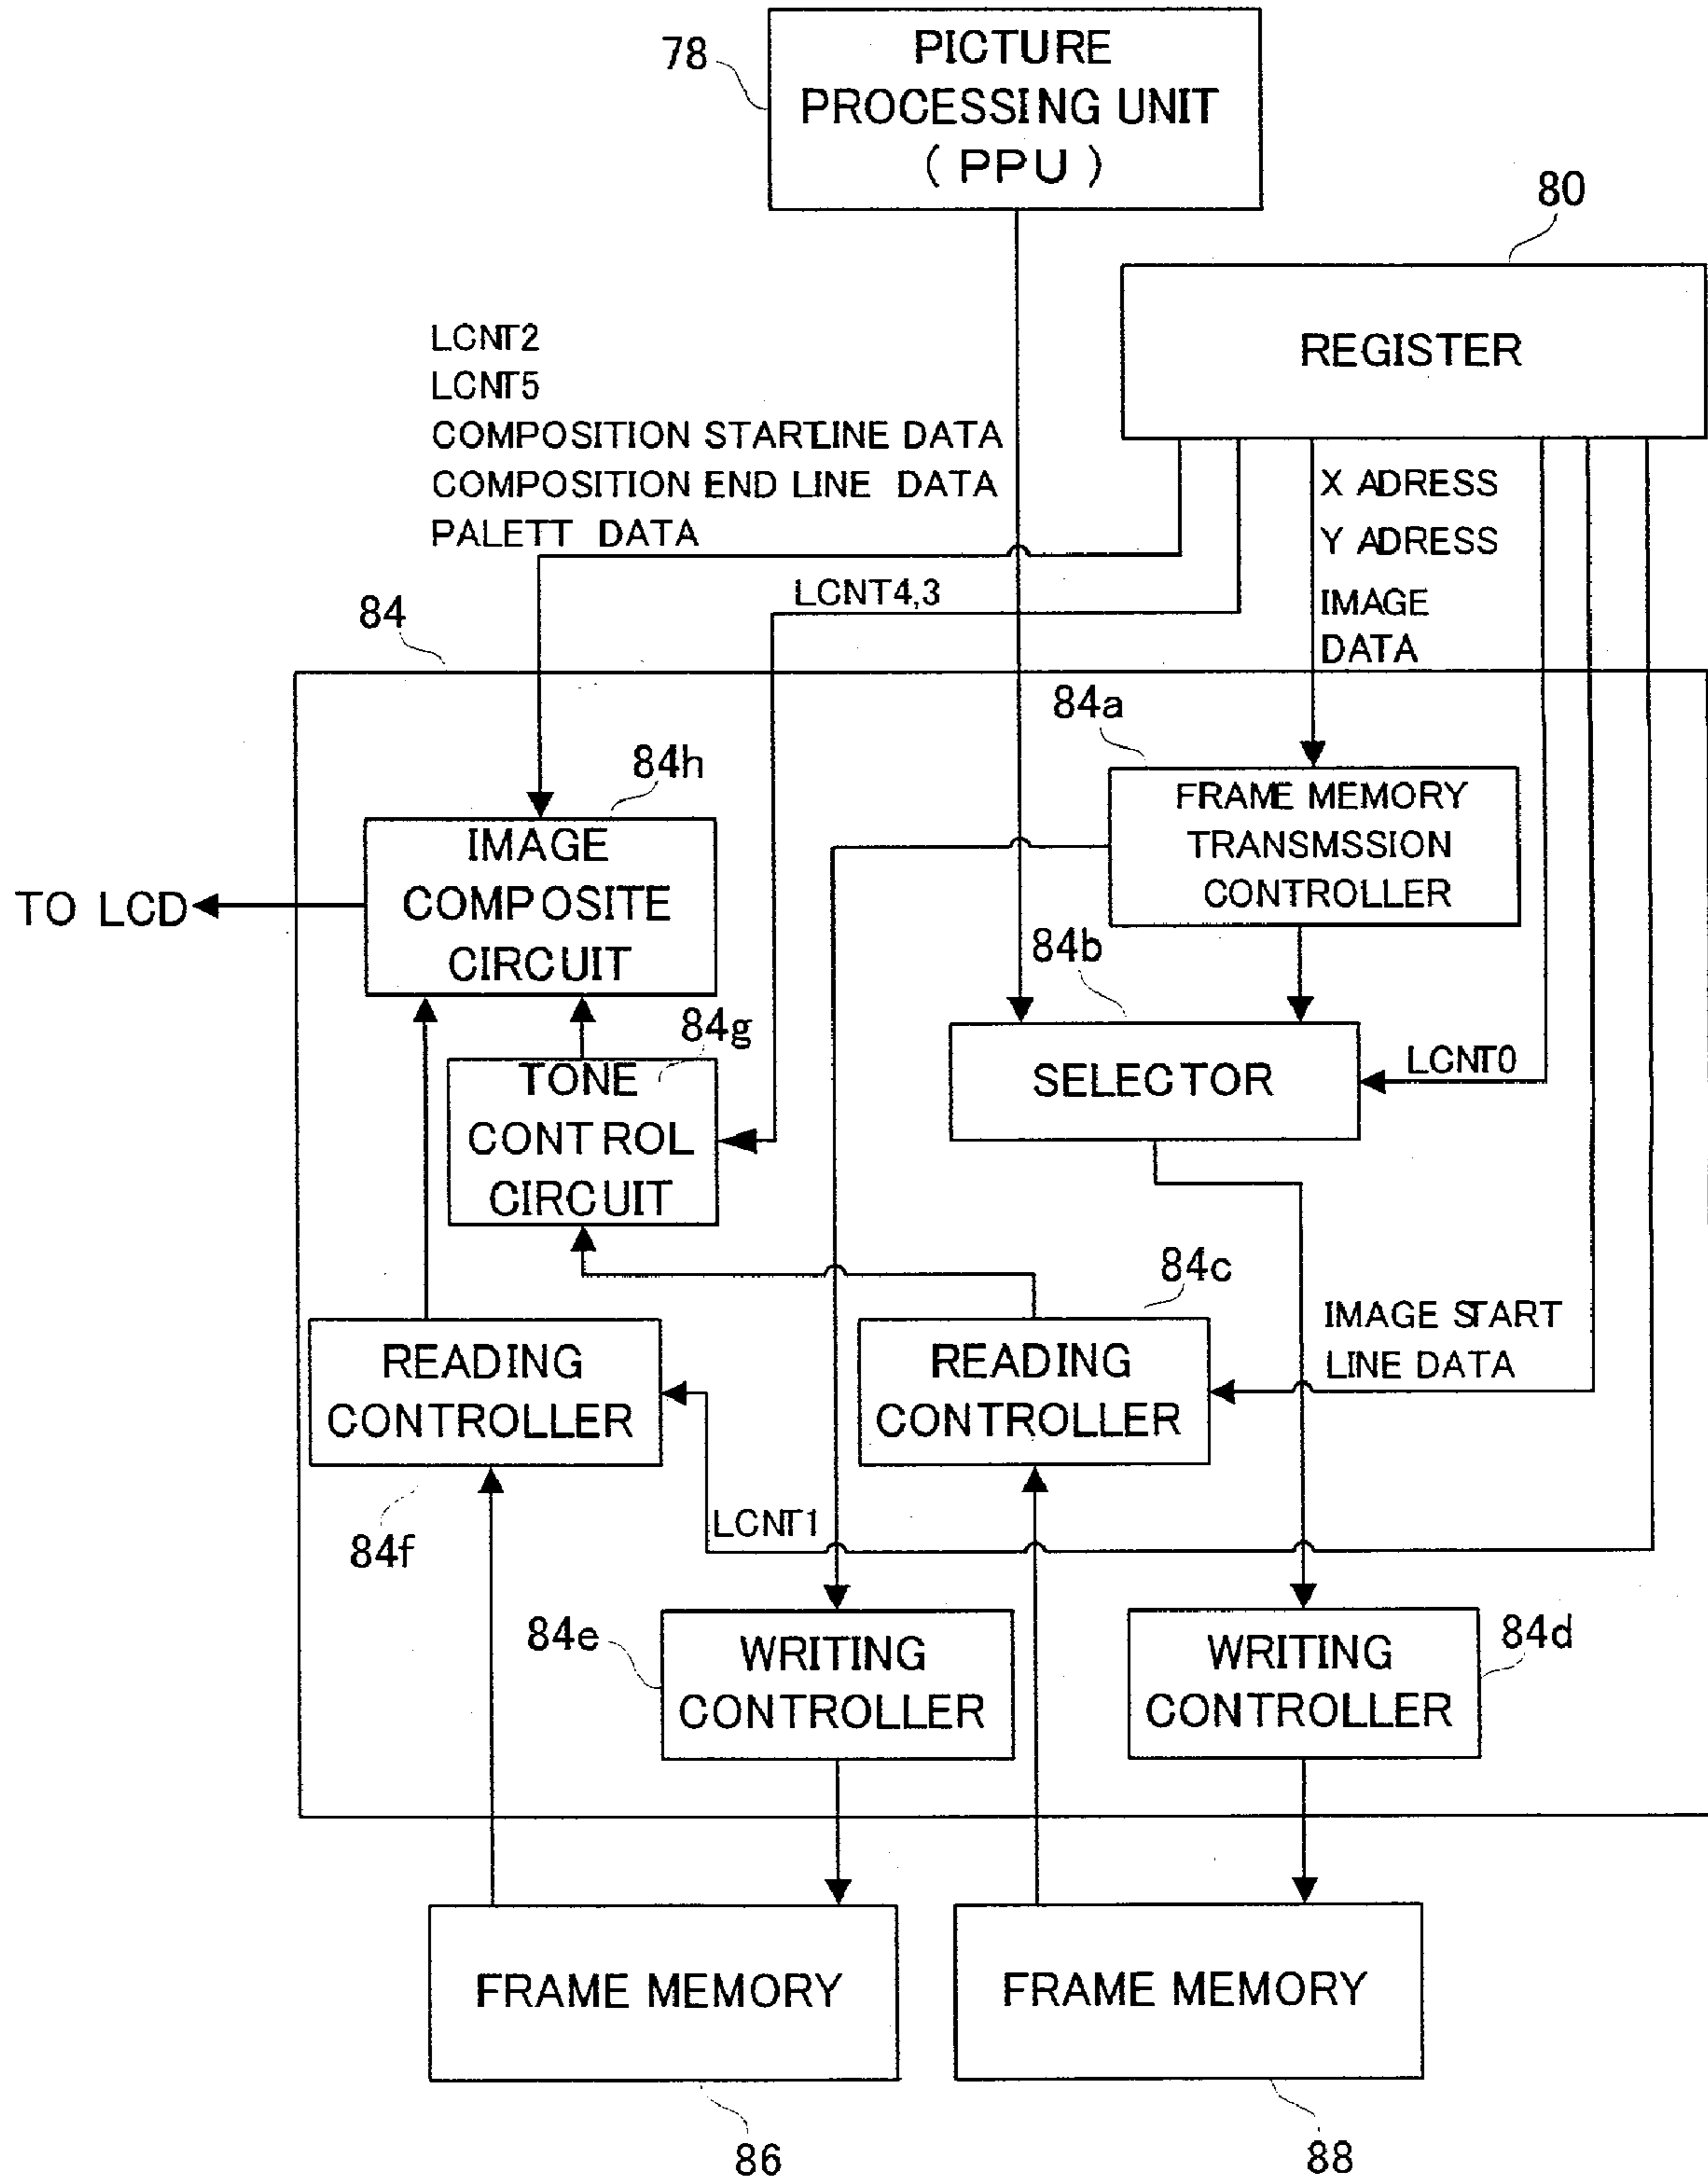 78
PICTURE
PROCESSING UNIT
( PPU )
80
REGISTER
LCNT2
LCNT5
COMPOSITION STARTLINE DATA
COMPOSITION END LINE DATA
PALETT DATA
X ADRESS
Y ADRESS
IMAGE
DATA
LCNT4,3
84
84a
FRAME MEMORY
TRANSMSSION
CONTROLLER
84h
IMAGE
COMPOSITE
CIRCUIT
TO LCD
84b
SELECTOR
LCNT0
84g
TONE
CONTROL
CIRCUIT
84c
READING
CONTROLLER
IMAGE START
LINE DATA
READING
CONTROLLER
84f
LCNT1
84e
WRITING
CONTROLLER
84d
WRITING
CONTROLLER
FRAME MEMORY
FRAME MEMORY
86
88